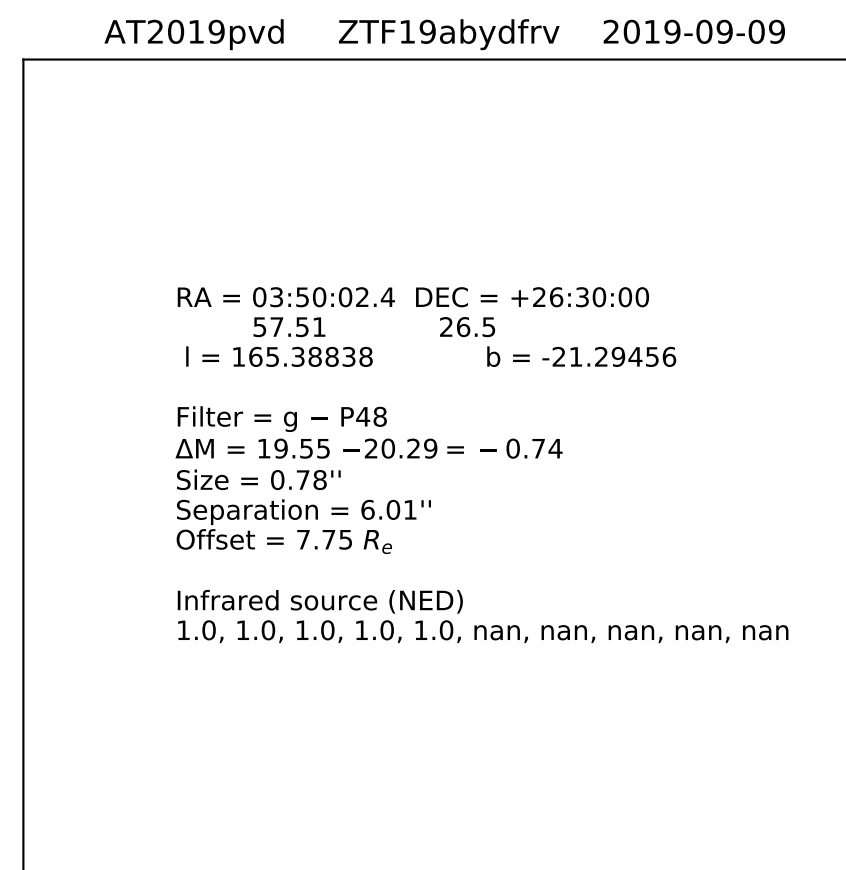 AT2019pvd ZTF19abydfrv 2019-09-09
RA = 03:50:02.4 DEC = +26:30:00
57.51 26.5
l = 165.38838 b = -21.29456
Filter = g − P48
ΔM = 19.55 −20.29 = − 0.74
Size = 0.78''
Separation = 6.01''
Offset = 7.75 Rₑ
Infrared source (NED)
1.0, 1.0, 1.0, 1.0, 1.0, nan, nan, nan, nan, nan